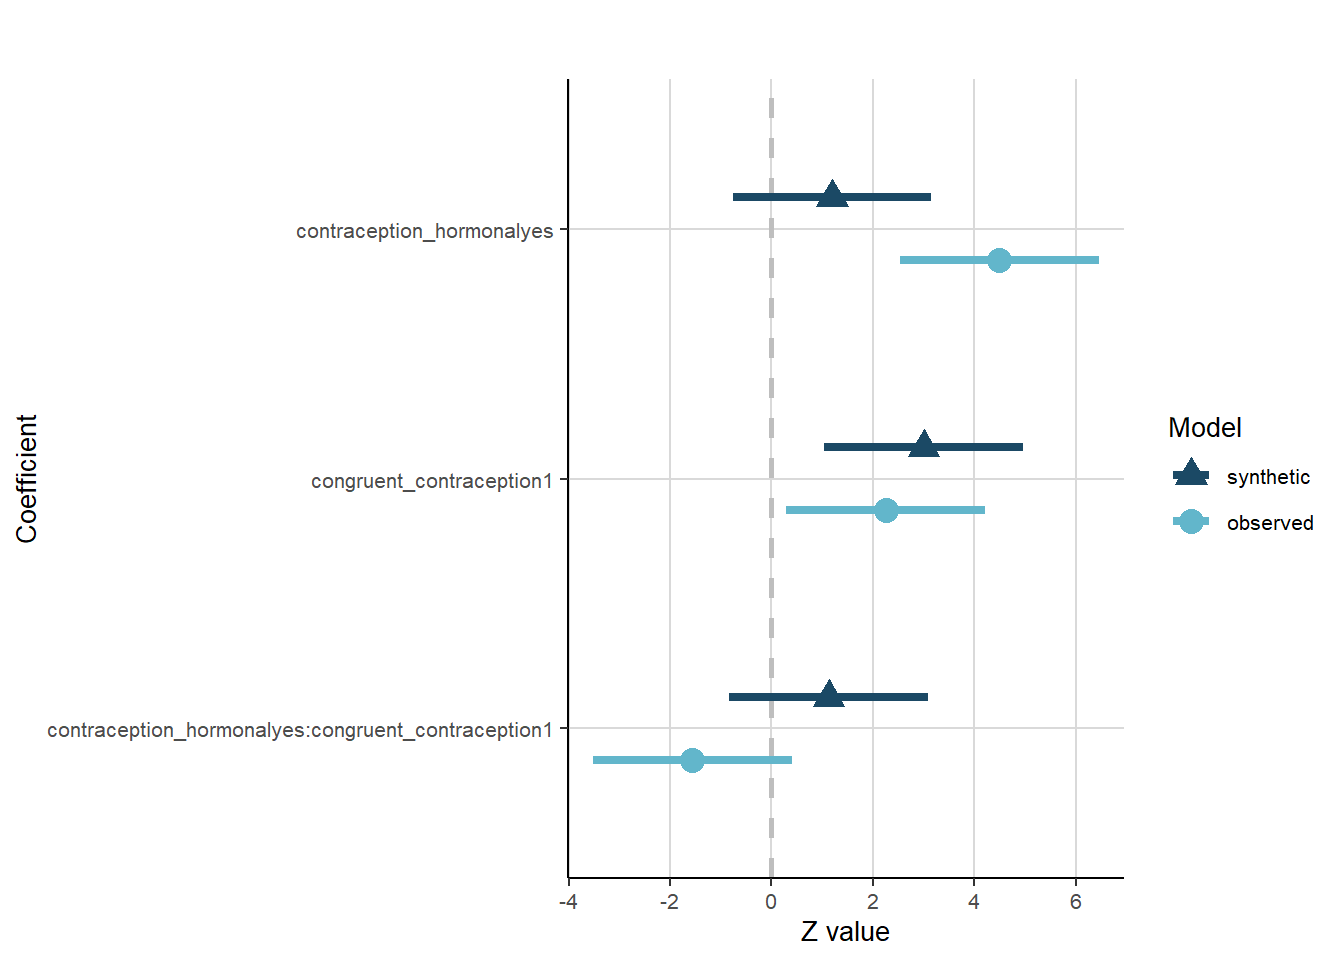 contraception_hormonalyes
congruent_contraception1
contraception_hormonalyes:congruent_contraception1
Coefficient
-4 -2 0 2 4 6
Z value
Model
synthetic
observed